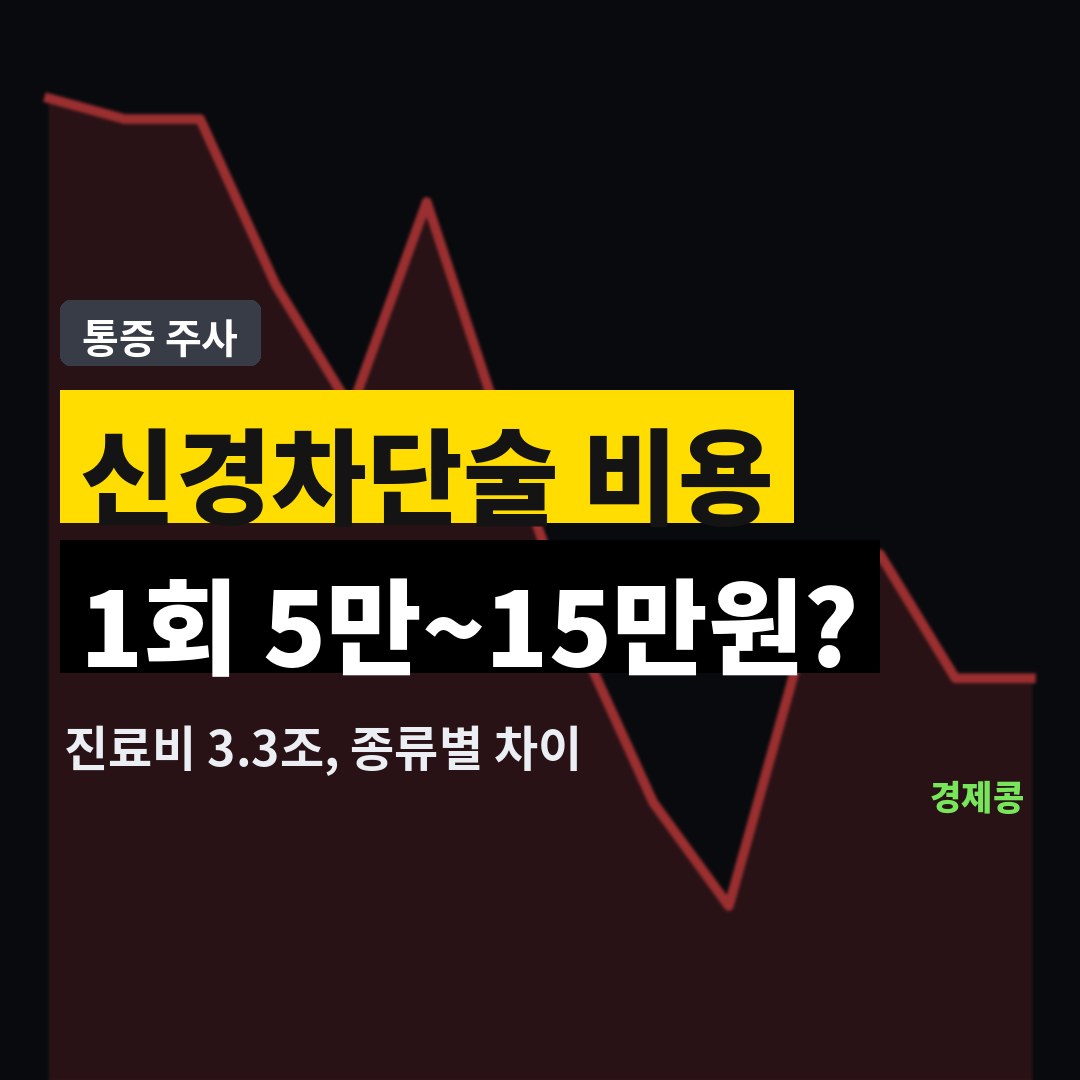 통증 주사
신경차단술 비용
1회 5만~15만원?
진료비 3.3조, 종류별 차이
경제콩